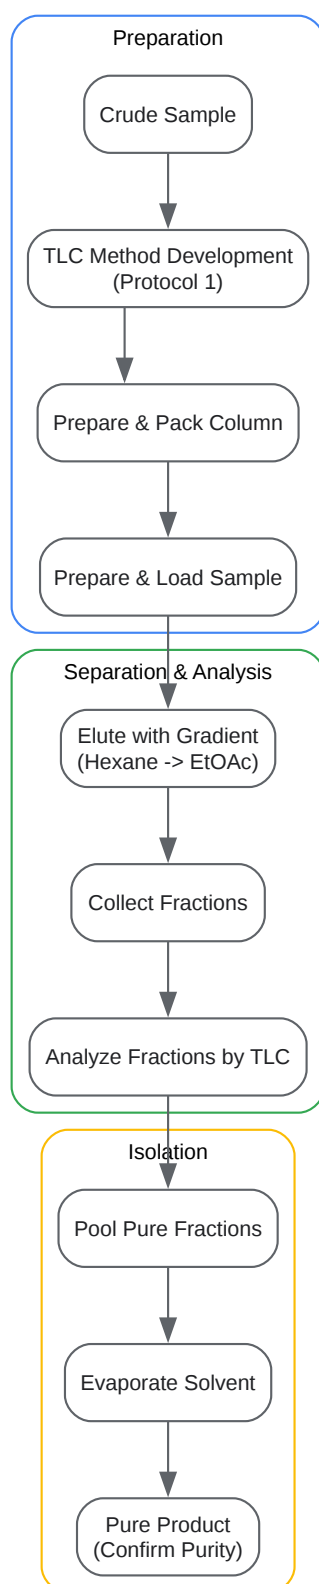 Preparation
Crude Sample
TLC Method Development
(Protocol 1)
Prepare & Pack Column
Prepare & Load Sample
Separation & Analysis
Elute with Gradient
(Hexane -> EtOAc)
Collect Fractions
Analyze Fractions by TLC
Isolation
Pool Pure Fractions
Evaporate Solvent
Pure Product
(Confirm Purity)